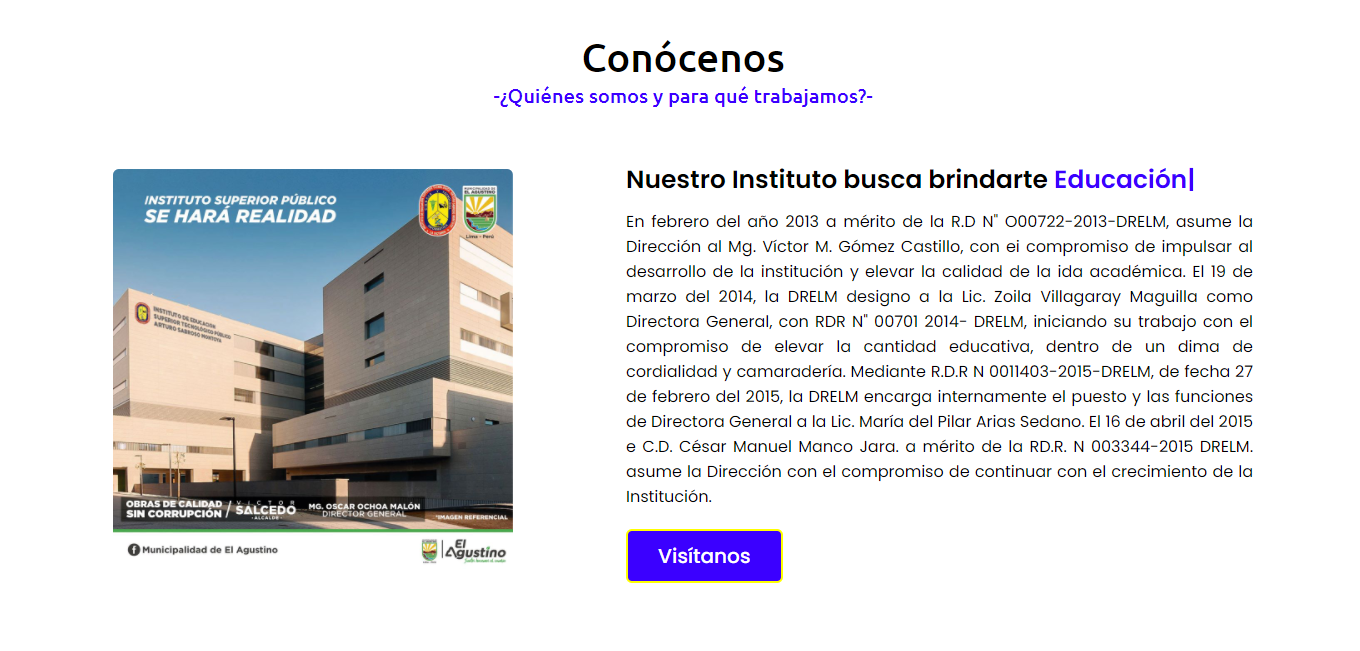 Conócenos
-¿Quiénes somos y para qué trabajamos?-
INSTITUTO SUPERIOR PÚBLICO
SE HARÁ REALIDAD
MUNICIPALIDAD DE
EL AGUSTINO
Lima - Perú
INSTITUTO DE EDUCACIÓN
SUPERIOR TECNOLÓGICO PÚBLICO
ARTURO SABROSO MONTOYA
OBRAS DE CALIDAD
SIN CORRUPCIÓN
VÍCTOR
SALCEDO
- ALCALDE -
MG. OSCAR OCHOA MALÓN
DIRECTOR GENERAL
*IMAGEN REFERENCIAL
Municipalidad de El Agustino
El
Agustino
Nuestro Instituto busca brindarte Educación|
En febrero del año 2013 a mérito de la R.D N" O00722-2013-DRELM, asume la
Dirección al Mg. Víctor M. Gómez Castillo, con ei compromiso de impulsar al
desarrollo de la institución y elevar la calidad de la ida académica. El 19 de
marzo del 2014, la DRELM designo a la Lic. Zoila Villagaray Maguilla como
Directora General, con RDR N" 00701 2014- DRELM, iniciando su trabajo con el
compromiso de elevar la cantidad educativa, dentro de un dima de
cordialidad y camaradería. Mediante R.D.R N 0011403-2015-DRELM, de fecha 27
de febrero del 2015, la DRELM encarga internamente el puesto y las funciones
de Directora General a la Lic. María del Pilar Arias Sedano. El 16 de abril del 2015
e C.D. César Manuel Manco Jara. a mérito de la RD.R. N 003344-2015 DRELM.
asume la Dirección con el compromiso de continuar con el crecimiento de la
Institución.
Visítanos